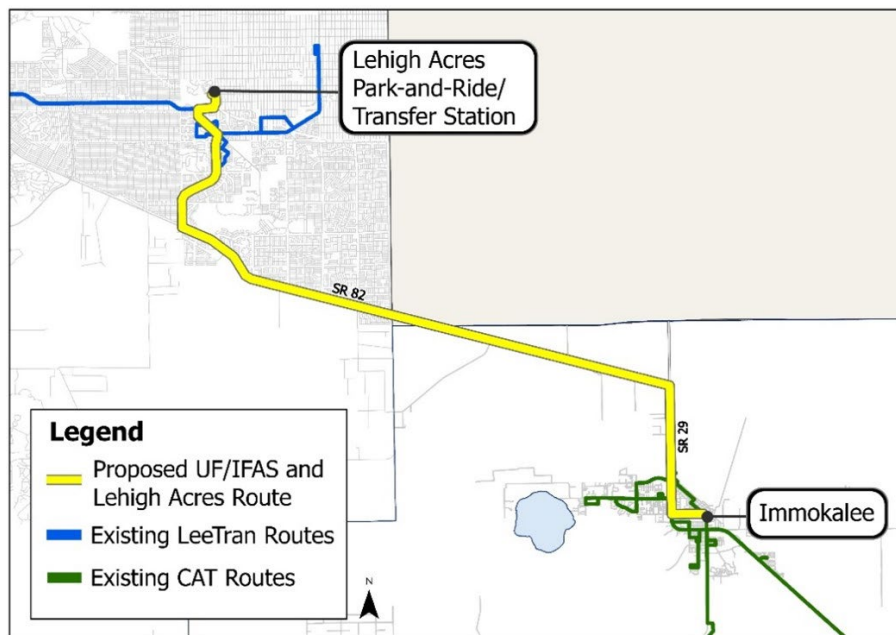 Lehigh Acres
Park-and-Ride/
Transfer Station
SR 82
SR 29
Immokalee
Legend
Proposed UF/IFAS and
Lehigh Acres Route
Existing LeeTran Routes
Existing CAT Routes
N